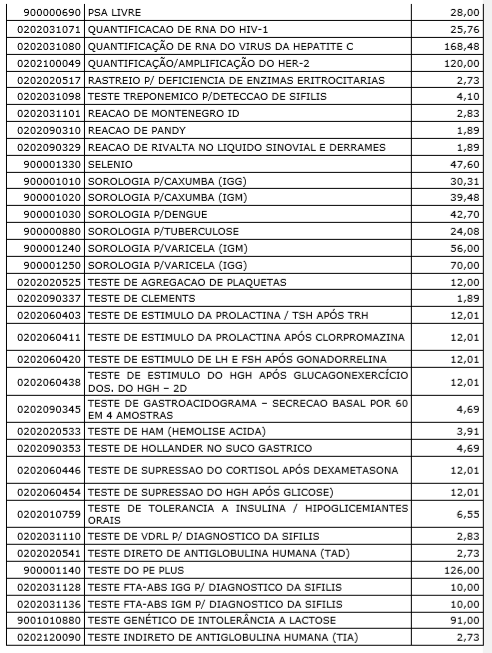 900000690 PSA LIVRE 28,00
0202031071 QUANTIFICACAO DE RNA DO HIV-1 25,76
0202031080 QUANTIFICAÇÃO DE RNA DO VIRUS DA HEPATITE C 168,48
0202100049 QUANTIFICAÇÃO/AMPLIFICAÇÃO DO HER-2 120,00
0202020517 RASTREIO P/ DEFICIENCIA DE ENZIMAS ERITROCITARIAS 2,73
0202031098 TESTE TREPONEMICO P/DETECCAO DE SIFILIS 4,10
0202031101 REACAO DE MONTENEGRO ID 2,83
0202090310 REACAO DE PANDY 1,89
0202090329 REACAO DE RIVALTA NO LIQUIDO SINOVIAL E DERRAMES 1,89
900001330 SELENIO 47,60
900001010 SOROLOGIA P/CAXUMBA (IGG) 30,31
900001020 SOROLOGIA P/CAXUMBA (IGM) 39,48
900001030 SOROLOGIA P/DENGUE 42,70
900000880 SOROLOGIA P/TUBERCULOSE 24,08
900001240 SOROLOGIA P/VARICELA (IGM) 56,00
900001250 SOROLOGIA P/VARICELA (IGG) 70,00
0202020525 TESTE DE AGREGACAO DE PLAQUETAS 12,00
0202090337 TESTE DE CLEMENTS 1,89
0202060403 TESTE DE ESTIMULO DA PROLACTINA / TSH APÓS TRH 12,01
0202060411 TESTE DE ESTIMULO DA PROLACTINA APÓS CLORPROMAZINA 12,01
0202060420 TESTE DE ESTIMULO DE LH E FSH APÓS GONADORRELINA 12,01
0202060438 TESTE DE ESTIMULO DO HGH APÓS GLUCAGONEXERCÍCIO
DOS. DO HGH – 2D 12,01
0202090345 TESTE DE GASTROACIDOGRAMA – SECRECAO BASAL POR 60
EM 4 AMOSTRAS 4,69
0202020533 TESTE DE HAM (HEMOLISE ACIDA) 3,91
0202090353 TESTE DE HOLLANDER NO SUCO GASTRICO 4,69
0202060446 TESTE DE SUPRESSAO DO CORTISOL APÓS DEXAMETASONA 12,01
0202060454 TESTE DE SUPRESSAO DO HGH APÓS GLICOSE) 12,01
0202010759 TESTE DE TOLERANCIA A INSULINA / HIPOGLICEMIANTES
ORAIS 6,55
0202031110 TESTE DE VDRL P/ DIAGNOSTICO DA SIFILIS 2,83
0202020541 TESTE DIRETO DE ANTIGLOBULINA HUMANA (TAD) 2,73
900001140 TESTE DO PE PLUS 126,00
0202031128 TESTE FTA-ABS IGG P/ DIAGNOSTICO DA SIFILIS 10,00
0202031136 TESTE FTA-ABS IGM P/ DIAGNOSTICO DA SIFILIS 10,00
9001010880 TESTE GENÉTICO DE INTOLERÂNCIA A LACTOSE 91,00
0202120090 TESTE INDIRETO DE ANTIGLOBULINA HUMANA (TIA) 2,73